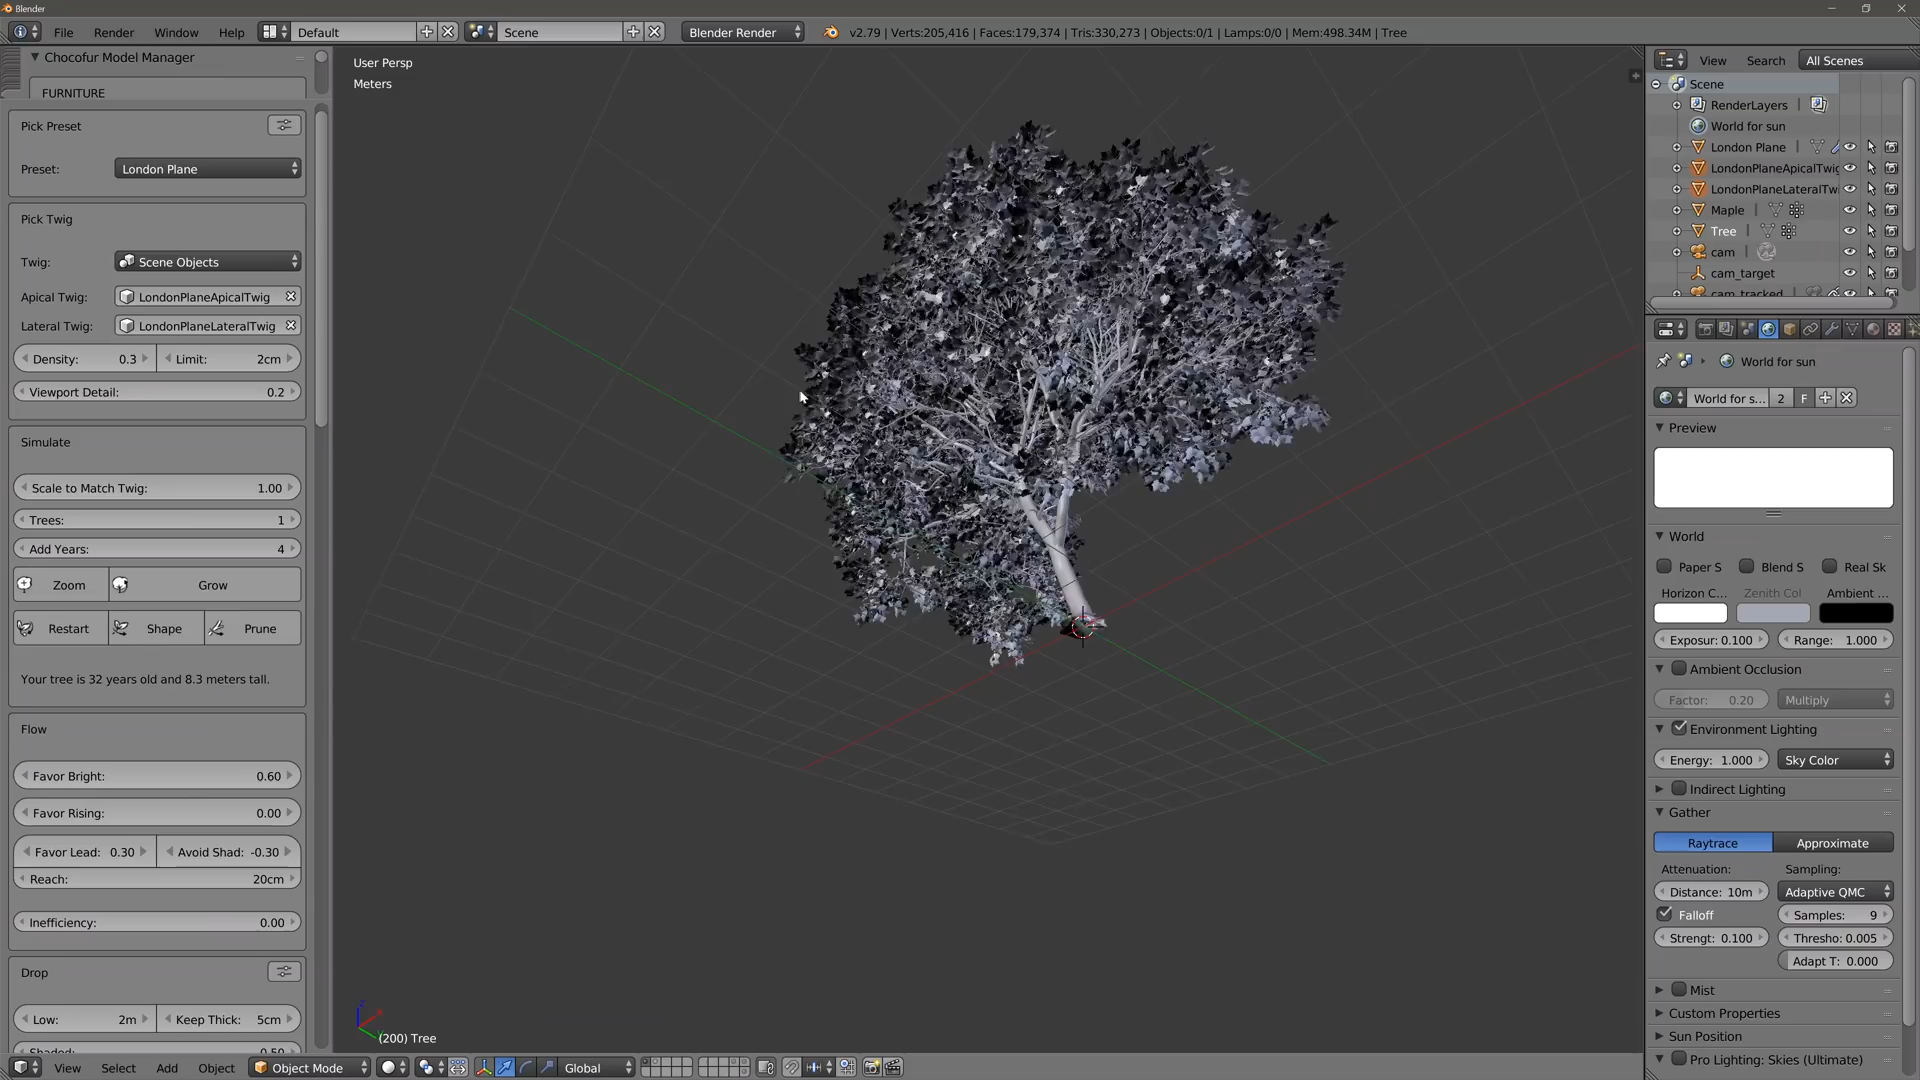 Blender
File Render Window Help Default Scene Blender Render v2.79 | Verts:205,416 | Faces:179,374 | Tris:330,273 | Objects:0/1 | Lamps:0/0 | Mem:498.34M | Tree
Chocofur Model Manager
FURNITURE
Pick Preset
Preset: London Plane
Pick Twig
Twig: Scene Objects
Apical Twig: LondonPlaneApicalTwig
Lateral Twig: LondonPlaneLateralTwig
Density: 0.3 Limit: 2cm
Viewport Detail: 0.2
Simulate
Scale to Match Twig: 1.00
Trees: 1
Add Years: 4
Zoom Grow
Restart Shape Prune
Your tree is 32 years old and 8.3 meters tall.
Flow
Favor Bright: 0.60
Favor Rising: 0.00
Favor Lead: 0.30 Avoid Shad: -0.30
Reach: 20cm
Inefficiency: 0.00
Drop
Low: 2m Keep Thick: 5cm
Shaded: 0.50
User Persp
Meters
(200) Tree
View Select Add Object Object Mode Global
View Search All Scenes
Scene
RenderLayers
World for sun
London Plane
LondonPlaneApicalTwig
LondonPlaneLateralTw
Maple
Tree
cam
cam_target
cam_tracked
World for sun
World for s... 2 F
Preview
World
Paper S Blend S Real Sk
Horizon C... Zenith Col Ambient ...
Exposur: 0.100 Range: 1.000
Ambient Occlusion
Factor: 0.20 Multiply
Environment Lighting
Energy: 1.000 Sky Color
Indirect Lighting
Gather
Raytrace Approximate
Attenuation: Sampling:
Distance: 10m Adaptive QMC
Falloff Samples: 9
Strengt: 0.100 Thresho: 0.005
Adapt T: 0.000
Mist
Custom Properties
Sun Position
Pro Lighting: Skies (Ultimate)